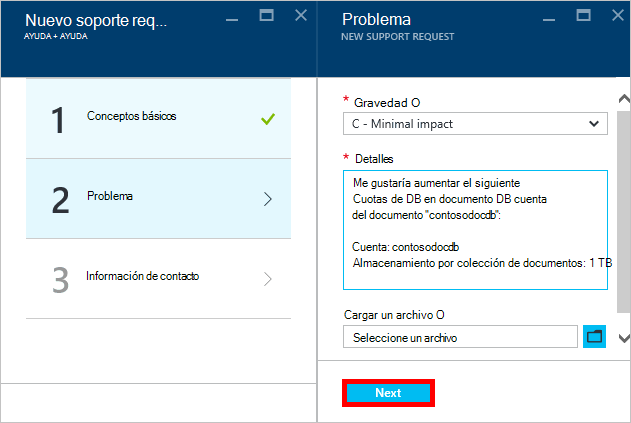 Nuevo soporte req...
AYUDA + AYUDA
1
Conceptos básicos
2
Problema
3
Información de contacto
Problema
NEW SUPPORT REQUEST
* Gravedad O
C - Minimal impact
* Detalles
Me gustaría aumentar el siguiente
Cuotas de DB en documento DB cuenta
del documento "contosodocdb":
Cuenta: contosodocdb
Almacenamiento por colección de documentos: 1 TB
Cargar un archivo O
Seleccione un archivo
Next